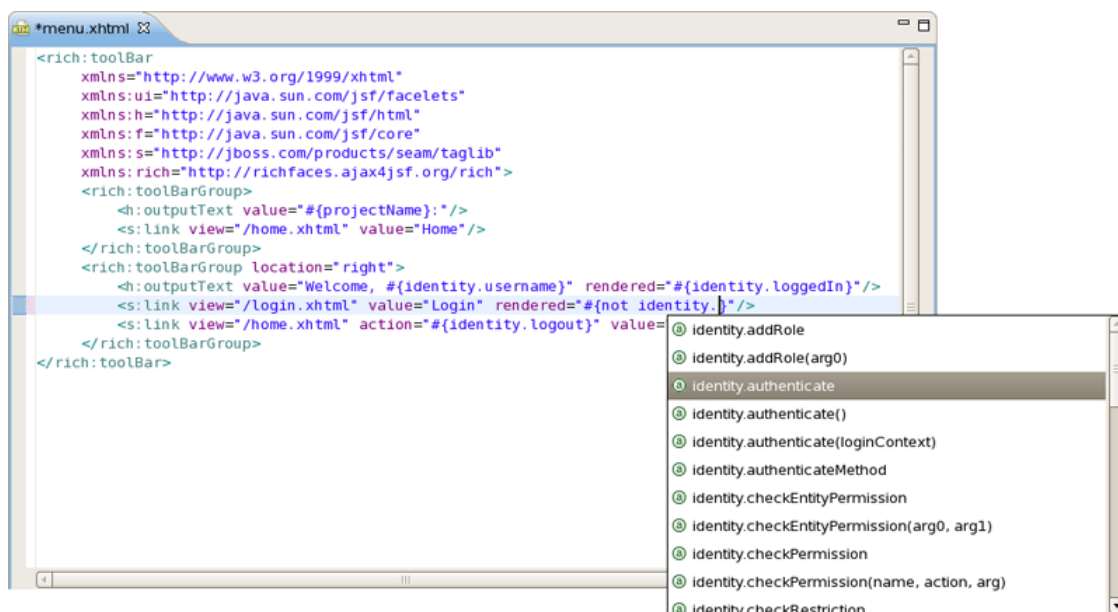 *menu.xhtml
<rich:toolBar
xmlns="http://www.w3.org/1999/xhtml"
xmlns:ui="http://java.sun.com/jsf/facelets"
xmlns:h="http://java.sun.com/jsf/html"
xmlns:f="http://java.sun.com/jsf/core"
xmlns:s="http://jboss.com/products/seam/taglib"
xmlns:rich="http://richfaces.ajax4jsf.org/rich">
<rich:toolBarGroup>
<h:outputText value="#{projectName}:"/>
<s:link view="/home.xhtml" value="Home"/>
</rich:toolBarGroup>
<rich:toolBarGroup location="right">
<h:outputText value="Welcome, #{identity.username}" rendered="#{identity.loggedIn}"/>
<s:link view="/login.xhtml" value="Login" rendered="#{not identity.}"/>
<s:link view="/home.xhtml" action="#{identity.logout}" value=
</rich:toolBarGroup>
</rich:toolBar>
identity.addRole
identity.addRole(arg0)
identity.authenticate
identity.authenticate()
identity.authenticate(loginContext)
identity.authenticateMethod
identity.checkEntityPermission
identity.checkEntityPermission(arg0, arg1)
identity.checkPermission
identity.checkPermission(name, action, arg)
identity.checkRestriction